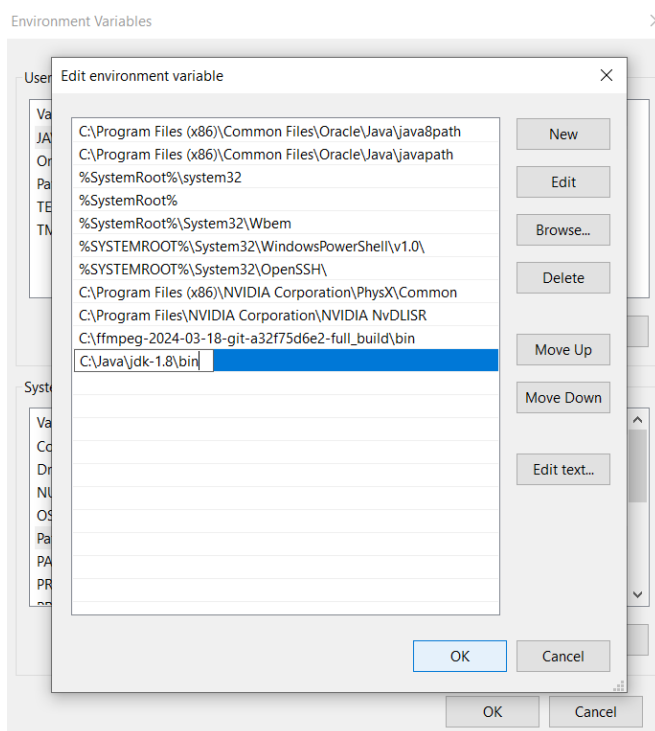 Environment Variables
User
Edit environment variable
Va
JA
Or
Pa
TE
TN
C:\Program Files (x86)\Common Files\Oracle\Java\java8path
C:\Program Files (x86)\Common Files\Oracle\Java\javapath
%SystemRoot%\system32
%SystemRoot%
%SystemRoot%\System32\Wbem
%SYSTEMROOT%\System32\WindowsPowerShell\v1.0\
%SYSTEMROOT%\System32\OpenSSH\
C:\Program Files (x86)\NVIDIA Corporation\PhysX\Common
C:\Program Files\NVIDIA Corporation\NVIDIA NvDLISR
C:\ffmpeg-2024-03-18-git-a32f75d6e2-full_build\bin
C:\Java\jdk-1.8\bin
New
Edit
Browse...
Delete
Move Up
Move Down
Edit text...
Syst
Va
Co
Dr
NU
OS
Pa
PA
PR
OK
Cancel
OK
Cancel